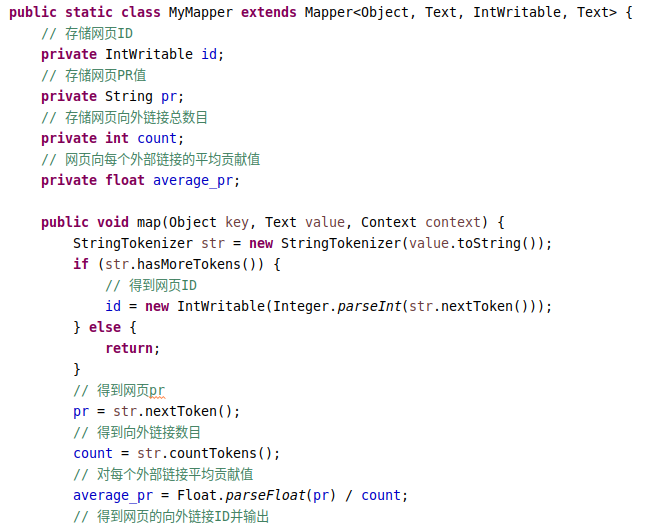 public static class MyMapper extends Mapper<Object, Text, IntWritable, Text> {
    // 存储网页ID
    private IntWritable id;
    // 存储网页PR值
    private String pr;
    // 存储网页向外链接总数目
    private int count;
    // 网页向每个外部链接的平均贡献值
    private float average_pr;

    public void map(Object key, Text value, Context context) {
        StringTokenizer str = new StringTokenizer(value.toString());
        if (str.hasMoreTokens()) {
            // 得到网页ID
            id = new IntWritable(Integer.parseInt(str.nextToken()));
        } else {
            return;
        }
        // 得到网页pr
        pr = str.nextToken();
        // 得到向外链接数目
        count = str.countTokens();
        // 对每个外部链接平均贡献值
        average_pr = Float.parseFloat(pr) / count;
        // 得到网页的向外链接ID并输出